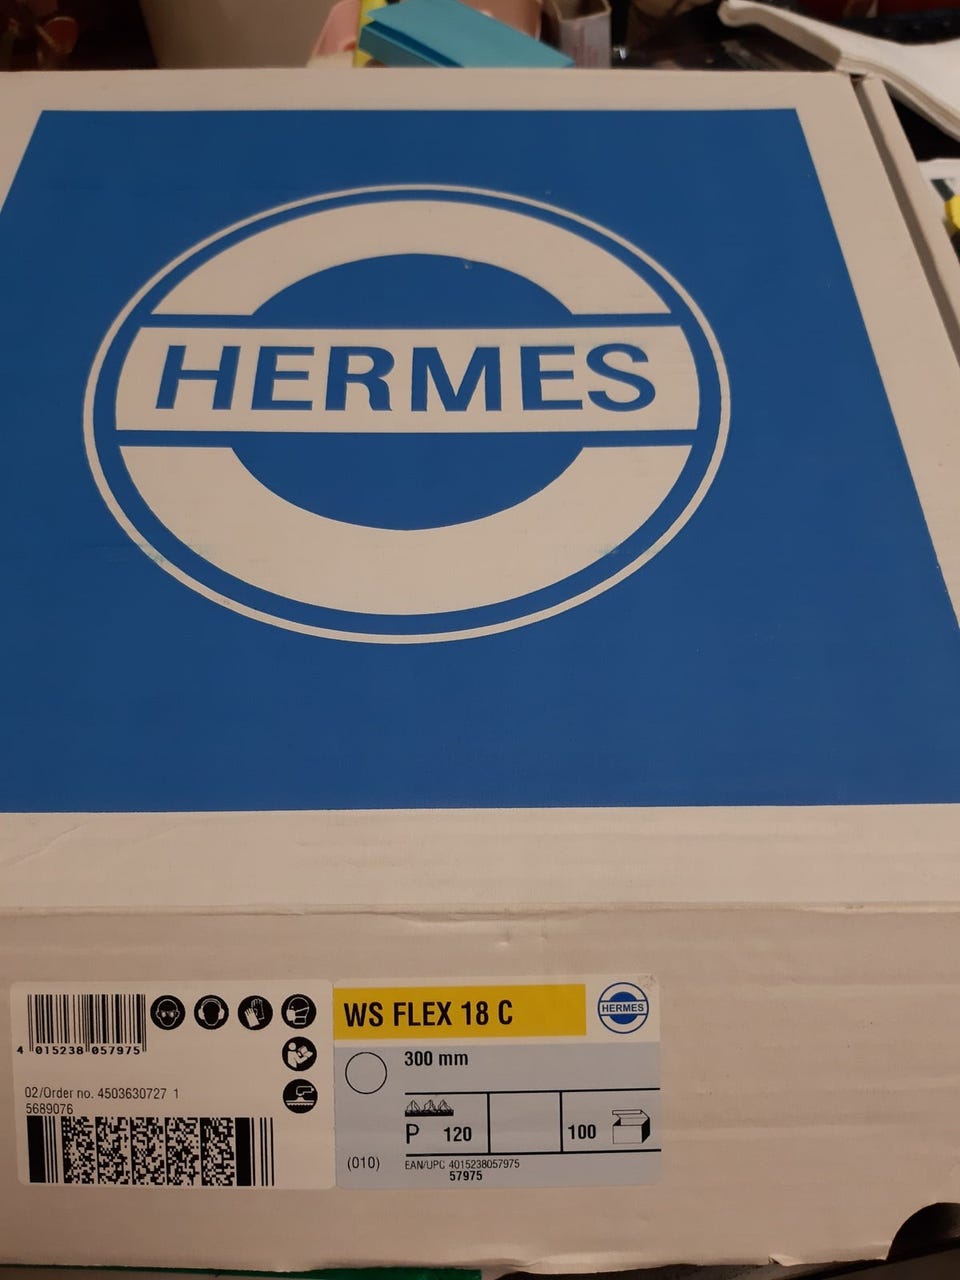 HERMES
4 015238 057975
02/Order no. 4503630727 1
5689076
WS FLEX 18 C
HERMES
300 mm
P 120
100
(010)
EAN/UPC 4015238057975
57975